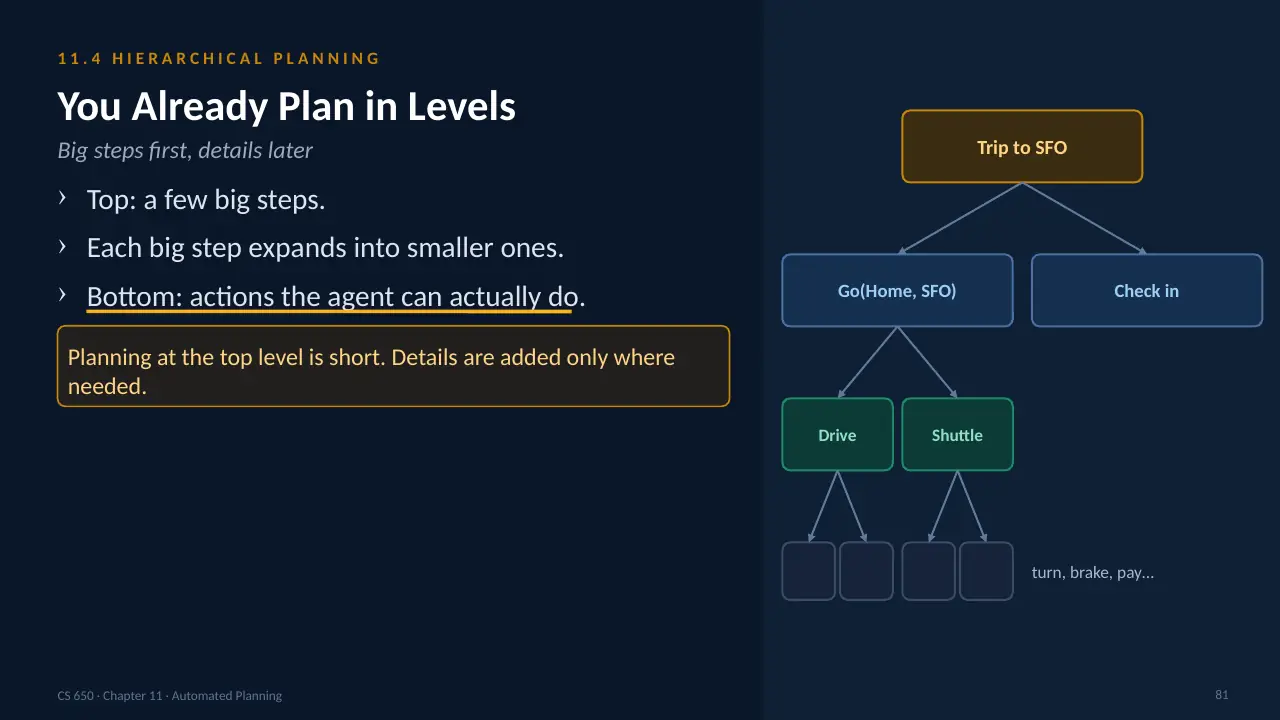 11.4 HIERARCHICAL PLANNING
You Already Plan in Levels
Big steps first, details later
› Top: a few big steps.
› Each big step expands into smaller ones.
› Bottom: actions the agent can actually do.
Planning at the top level is short. Details are added only where
needed.
Trip to SFO
Go(Home, SFO)
Check in
Drive
Shuttle
turn, brake, pay...
CS 650 · Chapter 11 · Automated Planning
81